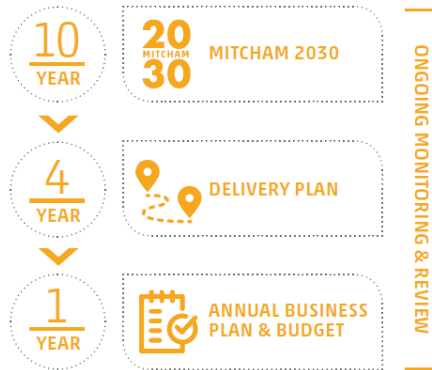 10
YEAR
20
MITCHAM
30
MITCHAM 2030
4
YEAR
DELIVERY PLAN
1
YEAR
ANNUAL BUSINESS
PLAN & BUDGET
ONGOING MONITORING & REVIEW